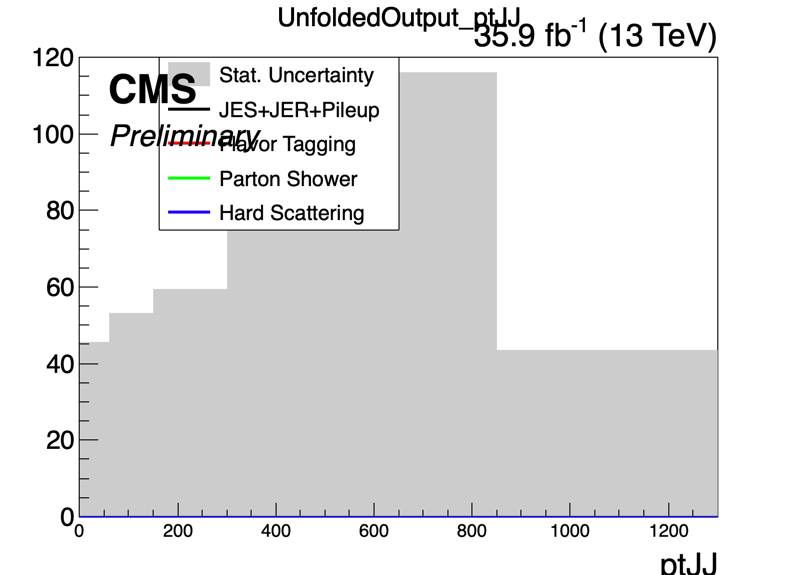 UnfoldedOutput_ptJJ
35.9 fb-1 (13 TeV)
CMS
Preliminary
Stat. Uncertainty
JES+JER+Pileup
Flavor Tagging
Parton Shower
Hard Scattering
120
100
80
60
40
20
0
0 200 400 600 800 1000 1200
ptJJ